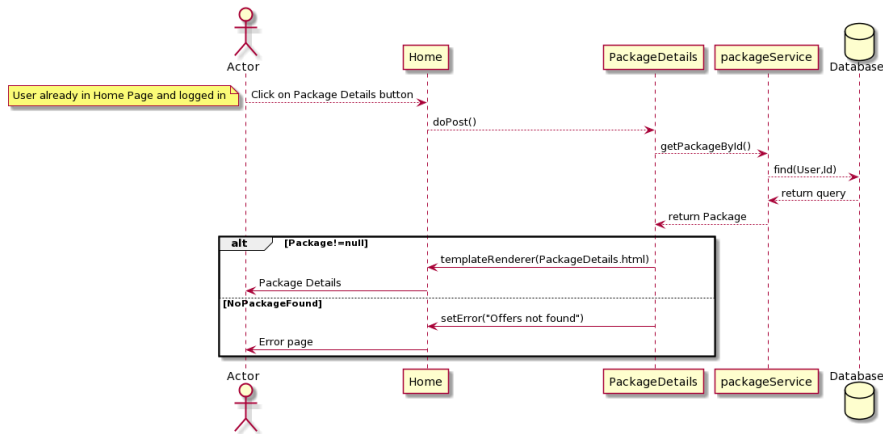 Actor
Home
PackageDetails
packageService
Database
User already in Home Page and logged in
Click on Package Details button
doPost()
getPackageById()
find(User,Id)
return query
return Package
alt [Package!=null]
templateRenderer(PackageDetails.html)
Package Details
[NoPackageFound]
setError("Offers not found")
Error page
Actor
Home
PackageDetails
packageService
Database